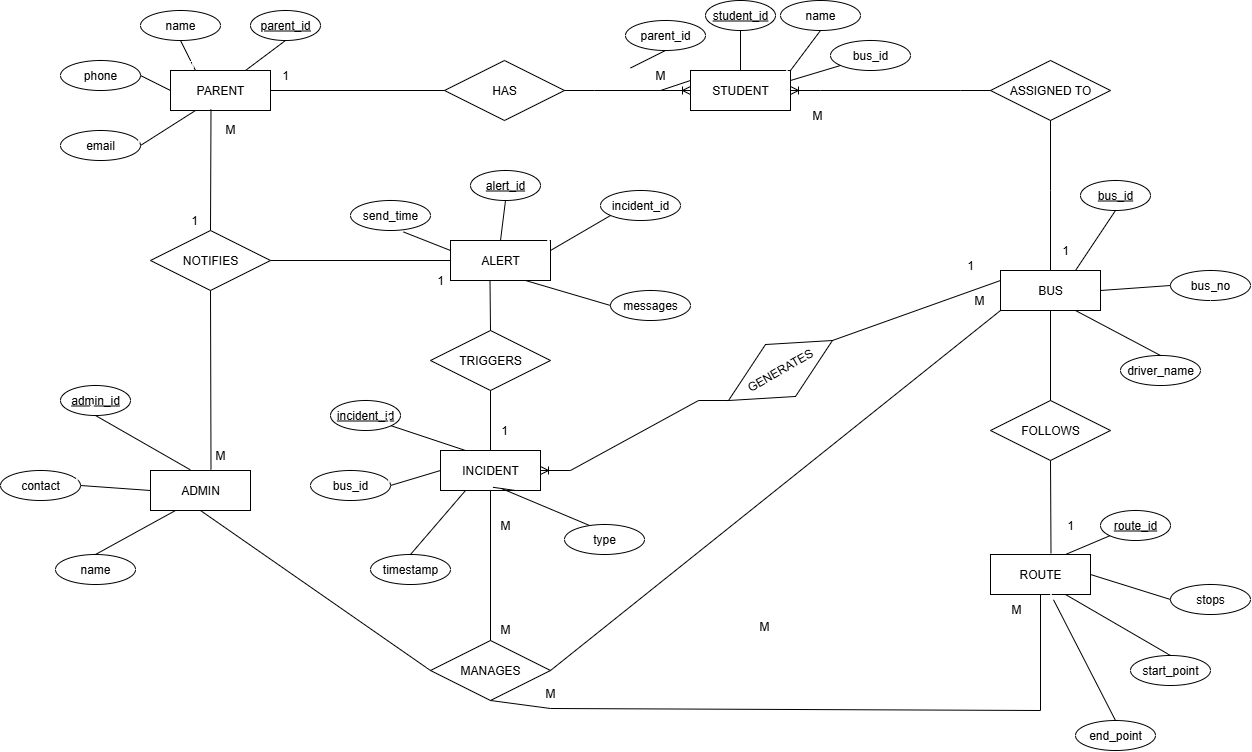 name
parent_id
parent_id
student_id
name
bus_id
phone
PARENT
1
HAS
M
STUDENT
M
ASSIGNED TO
email
M
alert_id
send_time
incident_id
bus_id
1
NOTIFIES
ALERT
1
messages
1
1
M
BUS
bus_no
TRIGGERS
GENERATES
driver_name
admin_id
incident_id
1
FOLLOWS
M
contact
ADMIN
bus_id
INCIDENT
M
type
timestamp
name
1
route_id
ROUTE
M
stops
M
M
MANAGES
M
start_point
end_point